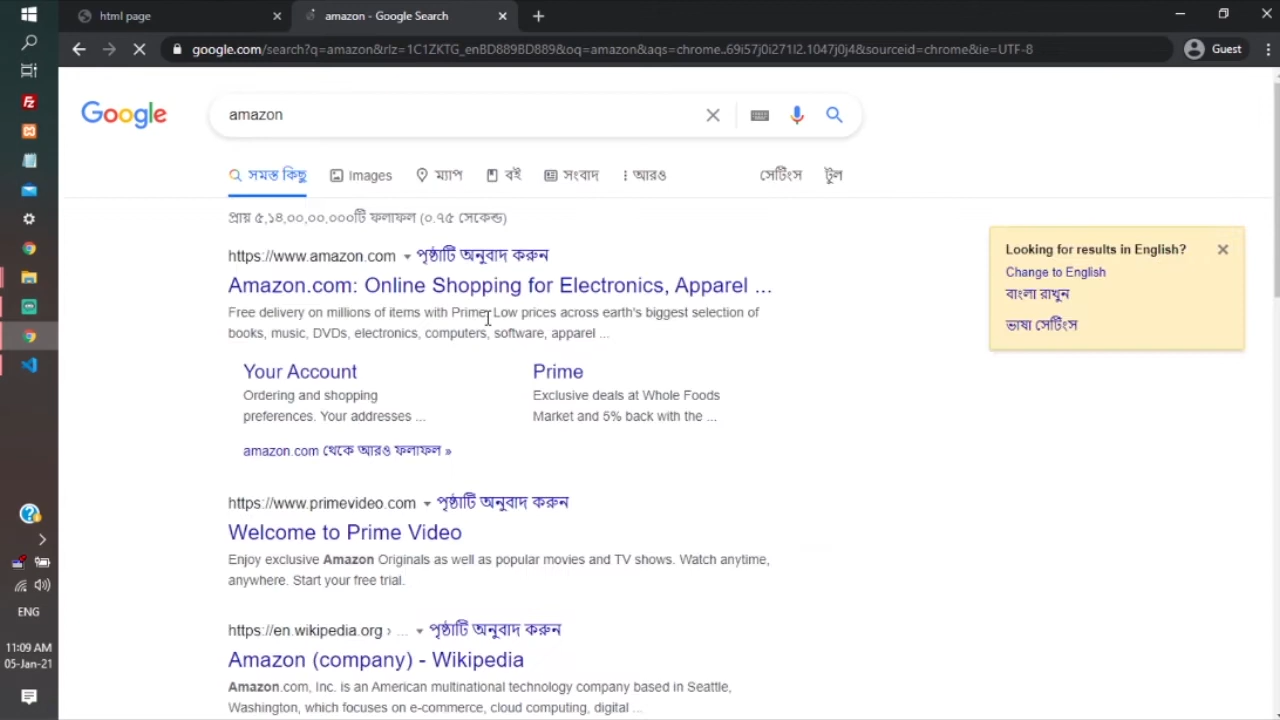 html page
amazon - Google Search
google.com/search?q=amazon&rlz=1C1ZKTG_enBD889BD889&oq=amazon&aqs=chrome..69i57j0i271l2.1047j0j4&sourceid=chrome&ie=UTF-8
Guest
Google
amazon
সমস্ত কিছু
Images
ম্যাপ
বই
সংবাদ
আরও
সেটিংস
টুল
প্রায় ৫,১৪,০০,০০,০০০টি ফলাফল (০.৭৫ সেকেন্ড)
https://www.amazon.com পৃষ্ঠাটি অনুবাদ করুন
Amazon.com: Online Shopping for Electronics, Apparel ...
Free delivery on millions of items with Prime. Low prices across earth's biggest selection of
books, music, DVDs, electronics, computers, software, apparel ...
Your Account
Ordering and shopping
preferences. Your addresses ...
Prime
Exclusive deals at Whole Foods
Market and 5% back with the ...
amazon.com থেকে আরও ফলাফল »
https://www.primevideo.com পৃষ্ঠাটি অনুবাদ করুন
Welcome to Prime Video
Enjoy exclusive Amazon Originals as well as popular movies and TV shows. Watch anytime,
anywhere. Start your free trial.
https://en.wikipedia.org › ... পৃষ্ঠাটি অনুবাদ করুন
Amazon (company) - Wikipedia
Amazon.com, Inc. is an American multinational technology company based in Seattle,
Washington, which focuses on e-commerce, cloud computing, digital ...
Looking for results in English?
Change to English
বাংলা রাখুন
ভাষা সেটিংস
ENG
11:09 AM
05-Jan-21